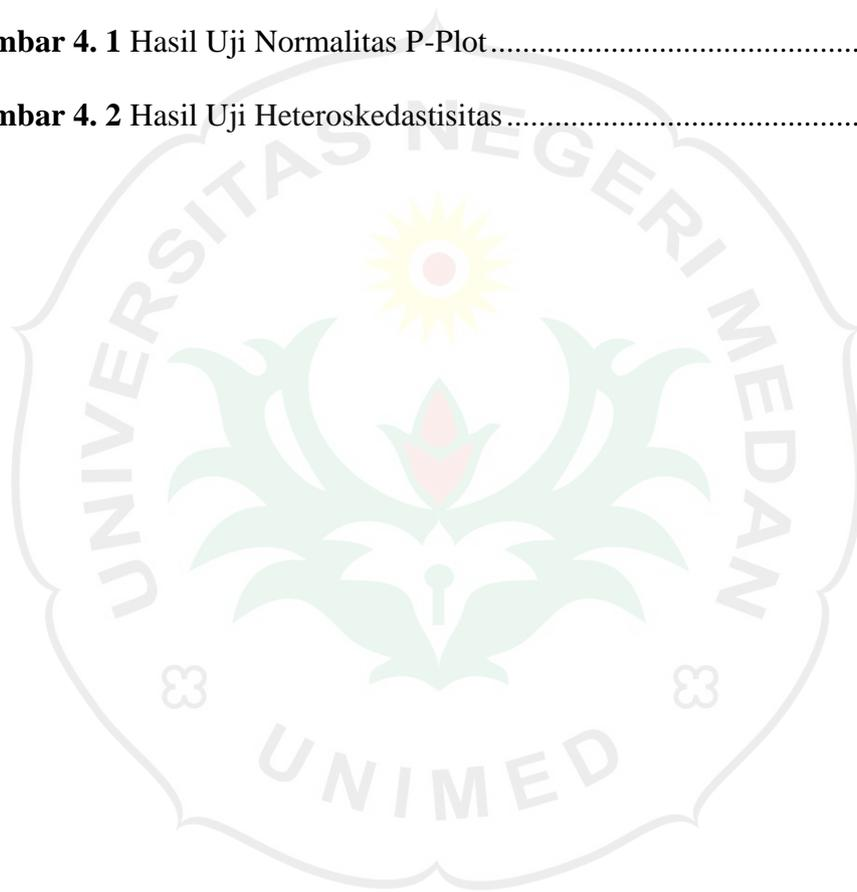 mbar 4. 1 Hasil Uji Normalitas P-Plot........................................
mbar 4. 2 Hasil Uji Heteroskedastisitas......................................
UNIVERSITAS NEGERI MEDAN
UNIMED